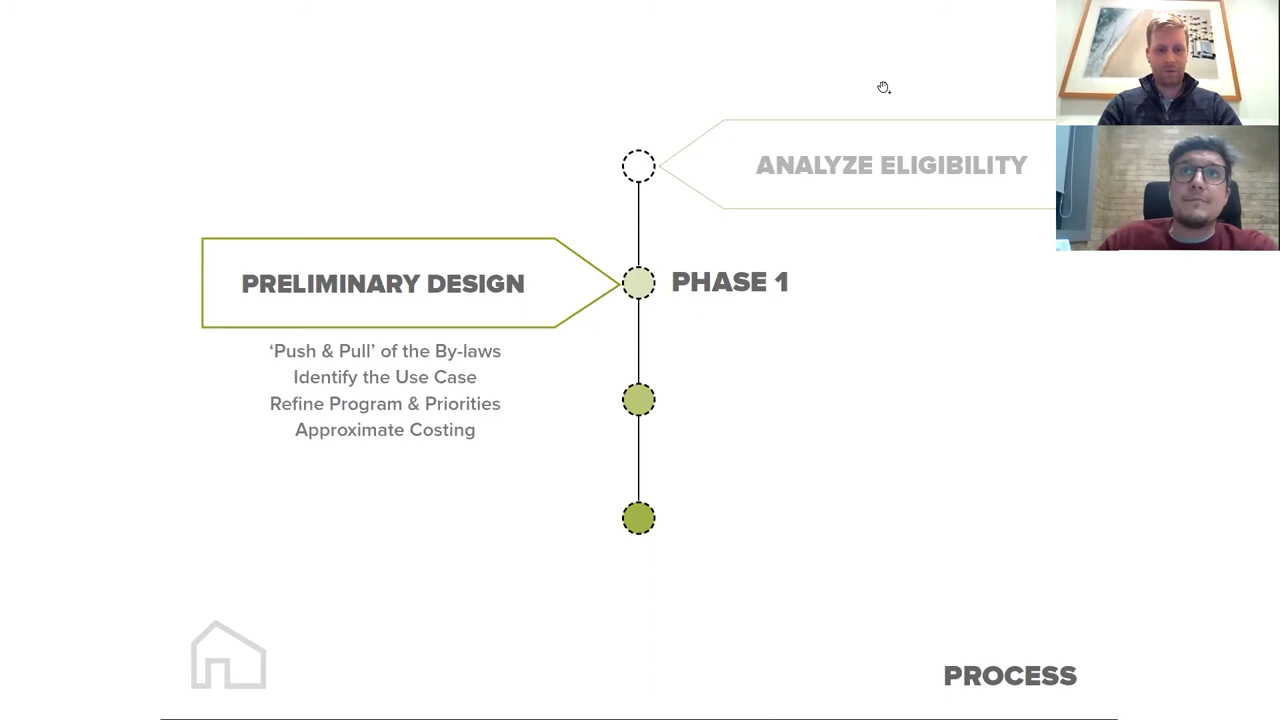 ANALYZE ELIGIBILITY
PRELIMINARY DESIGN
PHASE 1
‘Push & Pull’ of the By-laws
Identify the Use Case
Refine Program & Priorities
Approximate Costing
PROCESS